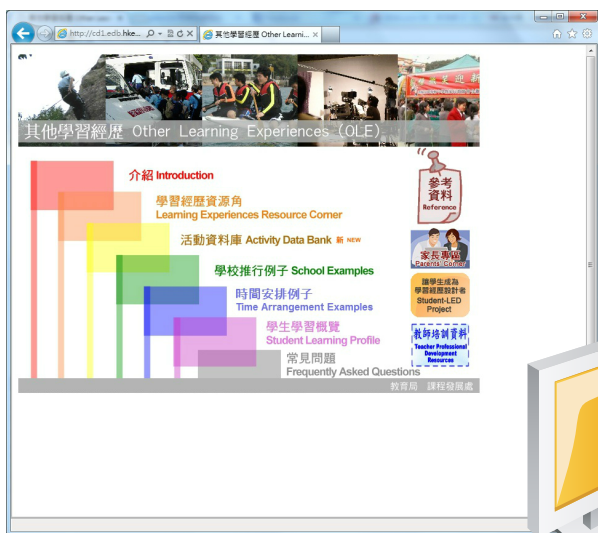 http://cd1.edb.hke...
其他學習經歷 Other Learni...
其他學習經歷 Other Learning Experiences (OLE)
介紹 Introduction
學習經歷資源角
Learning Experiences Resource Corner
活動資料庫 Activity Data Bank 新 NEW
學校推行例子 School Examples
時間安排例子
Time Arrangement Examples
學生學習概覽
Student Learning Profile
常見問題
Frequently Asked Questions
參考
資料
Reference
家長專區
Parents' Corner
讓學生成為
學習經歷設計者
Student-LED
Project
教師培訓資料
Teacher Professional
Development
Resources
教育局 課程發展處